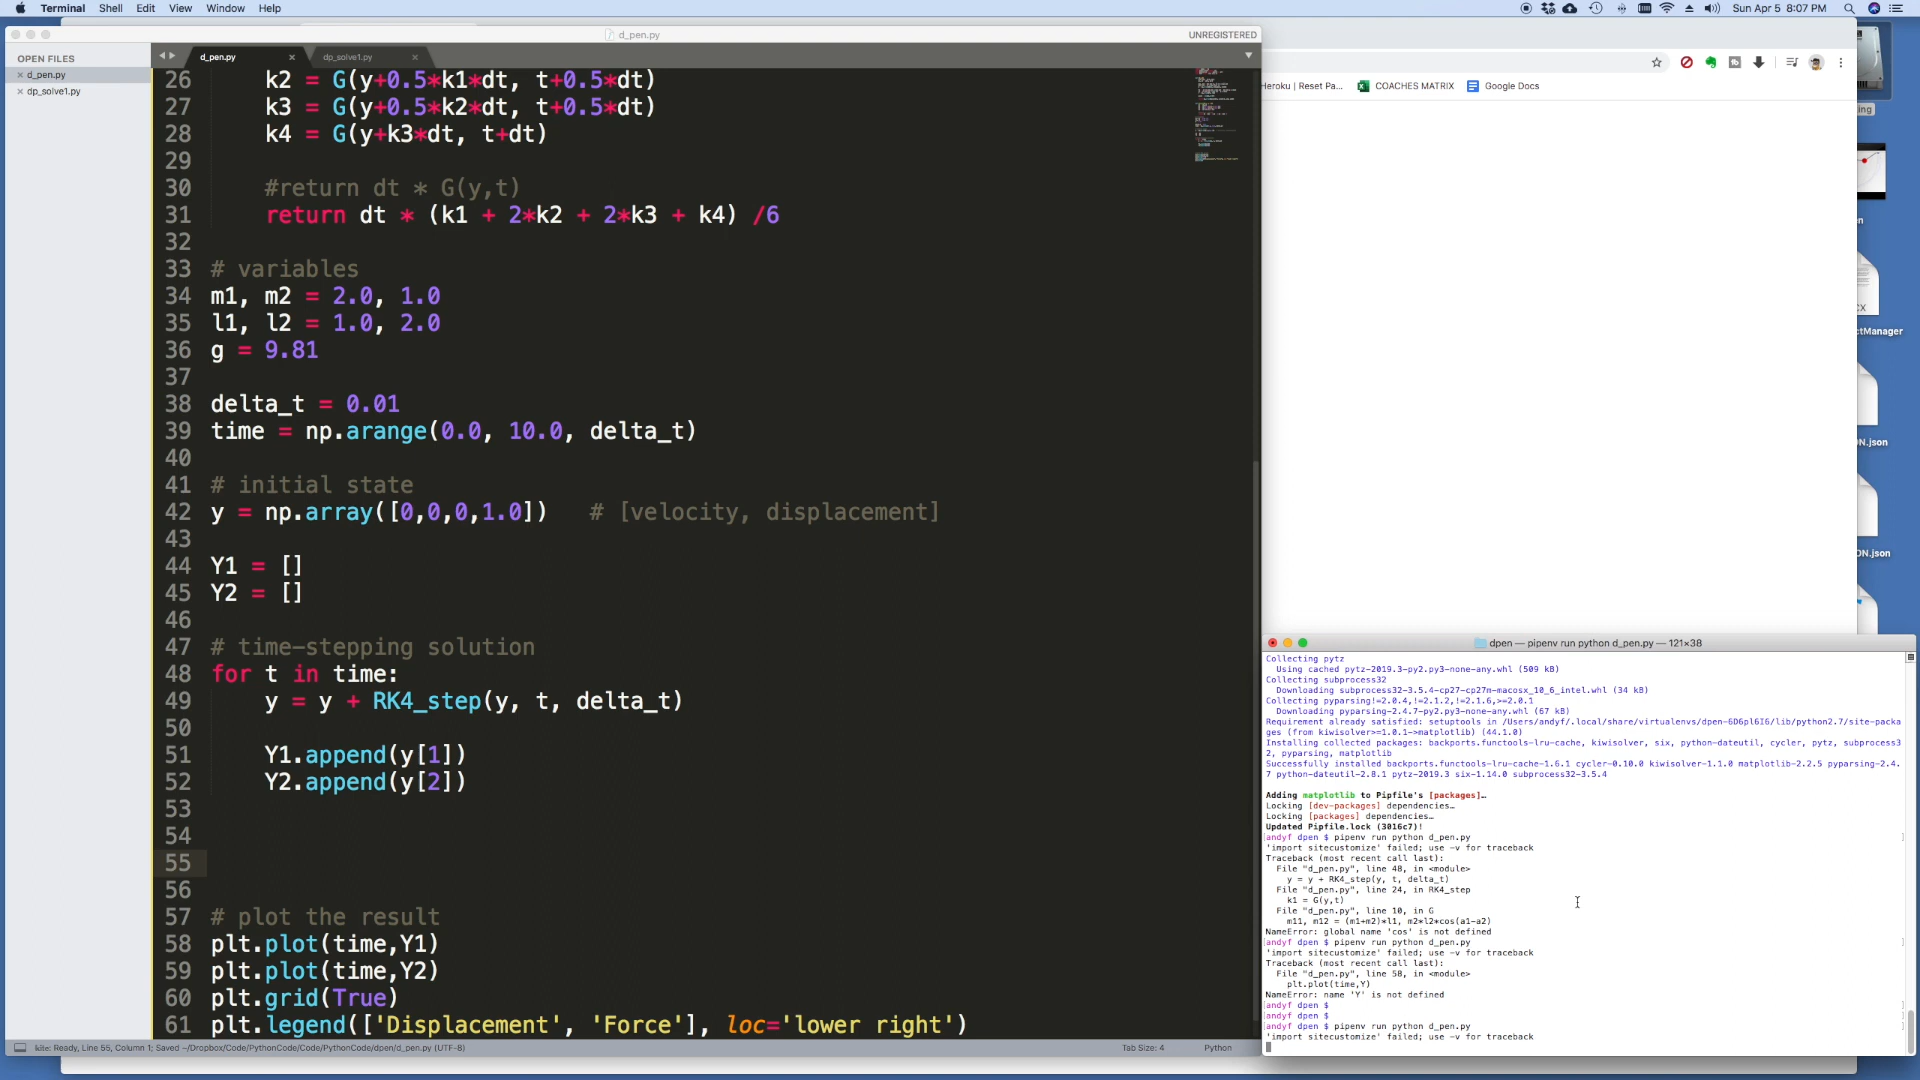 Terminal Shell Edit View Window Help
Sun Apr 5 8:07 PM
d_pen.py
UNREGISTERED
OPEN FILES
d_pen.py
dp_solve1.py
d_pen.py
dp_solve1.py
26 k2 = G(y+0.5*k1*dt, t+0.5*dt)
27 k3 = G(y+0.5*k2*dt, t+0.5*dt)
28 k4 = G(y+k3*dt, t+dt)
29
30 #return dt * G(y,t)
31 return dt * (k1 + 2*k2 + 2*k3 + k4) /6
32
33 # variables
34 m1, m2 = 2.0, 1.0
35 l1, l2 = 1.0, 2.0
36 g = 9.81
37
38 delta_t = 0.01
39 time = np.arange(0.0, 10.0, delta_t)
40
41 # initial state
42 y = np.array([0,0,0,1.0]) # [velocity, displacement]
43
44 Y1 = []
45 Y2 = []
46
47 # time-stepping solution
48 for t in time:
49 y = y + RK4_step(y, t, delta_t)
50
51 Y1.append(y[1])
52 Y2.append(y[2])
53
54
55
56
57 # plot the result
58 plt.plot(time,Y1)
59 plt.plot(time,Y2)
60 plt.grid(True)
61 plt.legend(['Displacement', 'Force'], loc='lower right')
kite: Ready, Line 55, Column 1; Saved ~/Dropbox/Code/PythonCode/Code/PythonCode/dpen/d_pen.py (UTF-8)
Tab Size: 4
Python
Heroku | Reset Pa...
COACHES MATRIX
Google Docs
ing
n
CX
ctManager
N.json
ON.json
dpen — pipenv run python d_pen.py — 121×38
Collecting pytz
Using cached pytz-2019.3-py2.py3-none-any.whl (509 kB)
Collecting subprocess32
Downloading subprocess32-3.5.4-cp27-cp27m-macosx_10_6_intel.whl (34 kB)
Collecting pyparsing!=2.0.4,!=2.1.2,!=2.1.6,>=2.0.1
Downloading pyparsing-2.4.7-py2.py3-none-any.whl (67 kB)
Requirement already satisfied: setuptools in /Users/andyf/.local/share/virtualenvs/dpen-6D6pl6I6/lib/python2.7/site-packa
ges (from kiwisolver>=1.0.1->matplotlib) (44.1.0)
Installing collected packages: backports.functools-lru-cache, kiwisolver, six, python-dateutil, cycler, pytz, subprocess3
2, pyparsing, matplotlib
Successfully installed backports.functools-lru-cache-1.6.1 cycler-0.10.0 kiwisolver-1.1.0 matplotlib-2.2.5 pyparsing-2.4.
7 python-dateutil-2.8.1 pytz-2019.3 six-1.14.0 subprocess32-3.5.4
Adding matplotlib to Pipfile's [packages]…
Locking [dev-packages] dependencies…
Locking [packages] dependencies…
Updated Pipfile.lock (3016c7)!
[andyf dpen $ pipenv run python d_pen.py ]
'import sitecustomize' failed; use -v for traceback
Traceback (most recent call last):
File "d_pen.py", line 48, in <module>
y = y + RK4_step(y, t, delta_t)
File "d_pen.py", line 24, in RK4_step
k1 = G(y,t)
File "d_pen.py", line 10, in G
m11, m12 = (m1+m2)*l1, m2*l2*cos(a1-a2)
NameError: global name 'cos' is not defined
[andyf dpen $ pipenv run python d_pen.py ]
'import sitecustomize' failed; use -v for traceback
Traceback (most recent call last):
File "d_pen.py", line 58, in <module>
plt.plot(time,Y)
NameError: name 'Y' is not defined
[andyf dpen $ ]
[andyf dpen $ ]
[andyf dpen $ pipenv run python d_pen.py ]
'import sitecustomize' failed; use -v for traceback